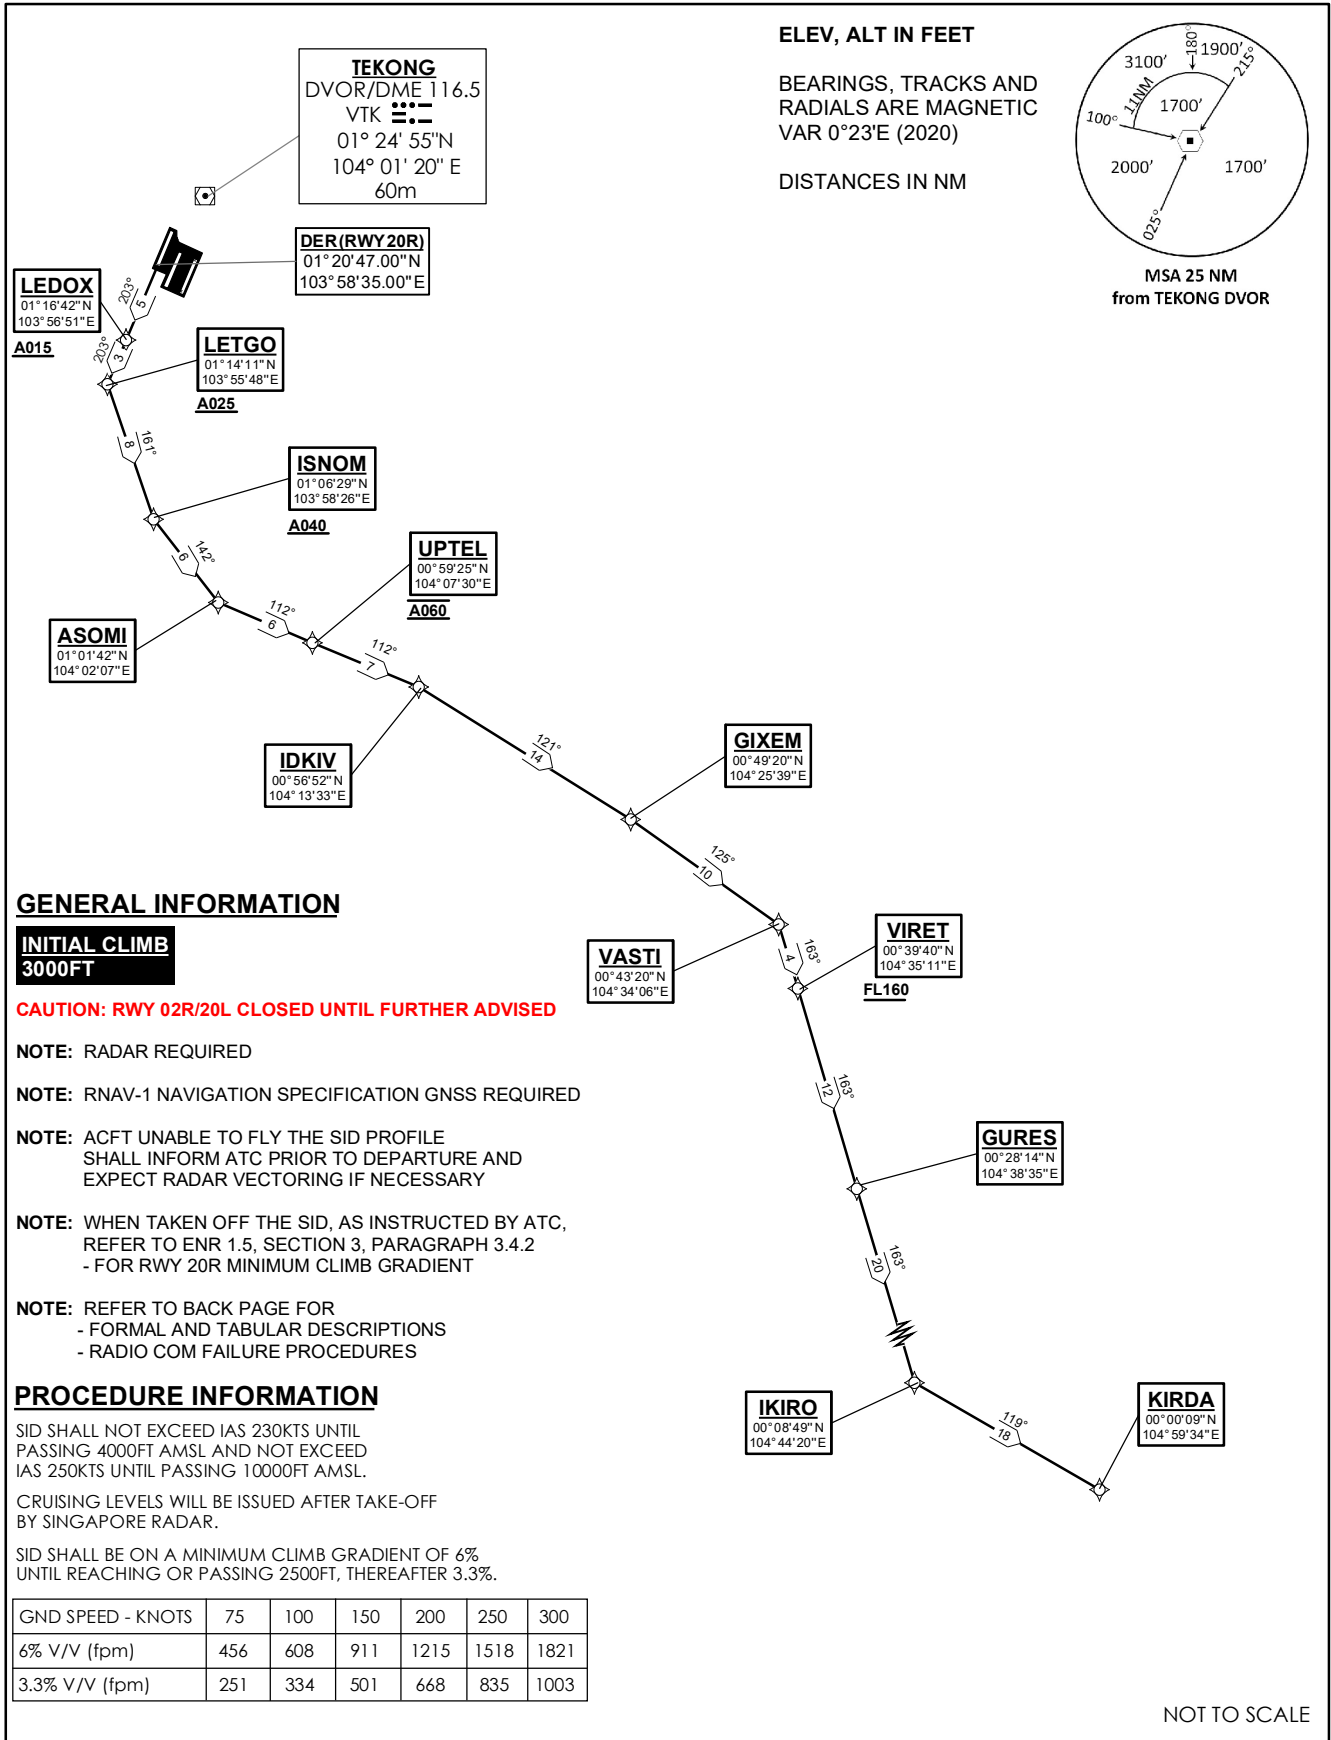 TEKONG
DVOR/DME 116.5
VTK
01° 24' 55"N
104° 01' 20" E
60m
ELEV, ALT IN FEET
BEARINGS, TRACKS AND
RADIALS ARE MAGNETIC
VAR 0°23'E (2020)
DISTANCES IN NM
3100'
180°
1900'
215°
11NM
1700'
100°
2000'
1700'
025°
MSA 25 NM
from TEKONG DVOR
DER(RWY20R)
01°20'47.00"N
103°58'35.00"E
LEDOX
01°16'42"N
103°56'51"E
A015
203°
5
203°
3
LETGO
01°14'11"N
103°55'48"E
A025
161°
8
ISNOM
01°06'29"N
103°58'26"E
A040
142°
6
UPTEL
00°59'25"N
104°07'30"E
A060
ASOMI
01°01'42"N
104°02'07"E
112°
6
112°
7
IDKIV
00°56'52"N
104°13'33"E
121°
14
GIXEM
00°49'20"N
104°25'39"E
125°
10
VASTI
00°43'20"N
104°34'06"E
163°
4
VIRET
00°39'40"N
104°35'11"E
FL160
163°
12
GURES
00°28'14"N
104°38'35"E
163°
20
IKIRO
00°08'49"N
104°44'20"E
119°
18
KIRDA
00°00'09"N
104°59'34"E
GENERAL INFORMATION
INITIAL CLIMB
3000FT
CAUTION: RWY 02R/20L CLOSED UNTIL FURTHER ADVISED
NOTE: RADAR REQUIRED
NOTE: RNAV-1 NAVIGATION SPECIFICATION GNSS REQUIRED
NOTE: ACFT UNABLE TO FLY THE SID PROFILE
SHALL INFORM ATC PRIOR TO DEPARTURE AND
EXPECT RADAR VECTORING IF NECESSARY
NOTE: WHEN TAKEN OFF THE SID, AS INSTRUCTED BY ATC,
REFER TO ENR 1.5, SECTION 3, PARAGRAPH 3.4.2
- FOR RWY 20R MINIMUM CLIMB GRADIENT
NOTE: REFER TO BACK PAGE FOR
- FORMAL AND TABULAR DESCRIPTIONS
- RADIO COM FAILURE PROCEDURES
PROCEDURE INFORMATION
SID SHALL NOT EXCEED IAS 230KTS UNTIL
PASSING 4000FT AMSL AND NOT EXCEED
IAS 250KTS UNTIL PASSING 10000FT AMSL.
CRUISING LEVELS WILL BE ISSUED AFTER TAKE-OFF
BY SINGAPORE RADAR.
SID SHALL BE ON A MINIMUM CLIMB GRADIENT OF 6%
UNTIL REACHING OR PASSING 2500FT, THEREAFTER 3.3%.
GND SPEED - KNOTS 75 100 150 200 250 300
6% V/V (fpm) 456 608 911 1215 1518 1821
3.3% V/V (fpm) 251 334 501 668 835 1003
NOT TO SCALE